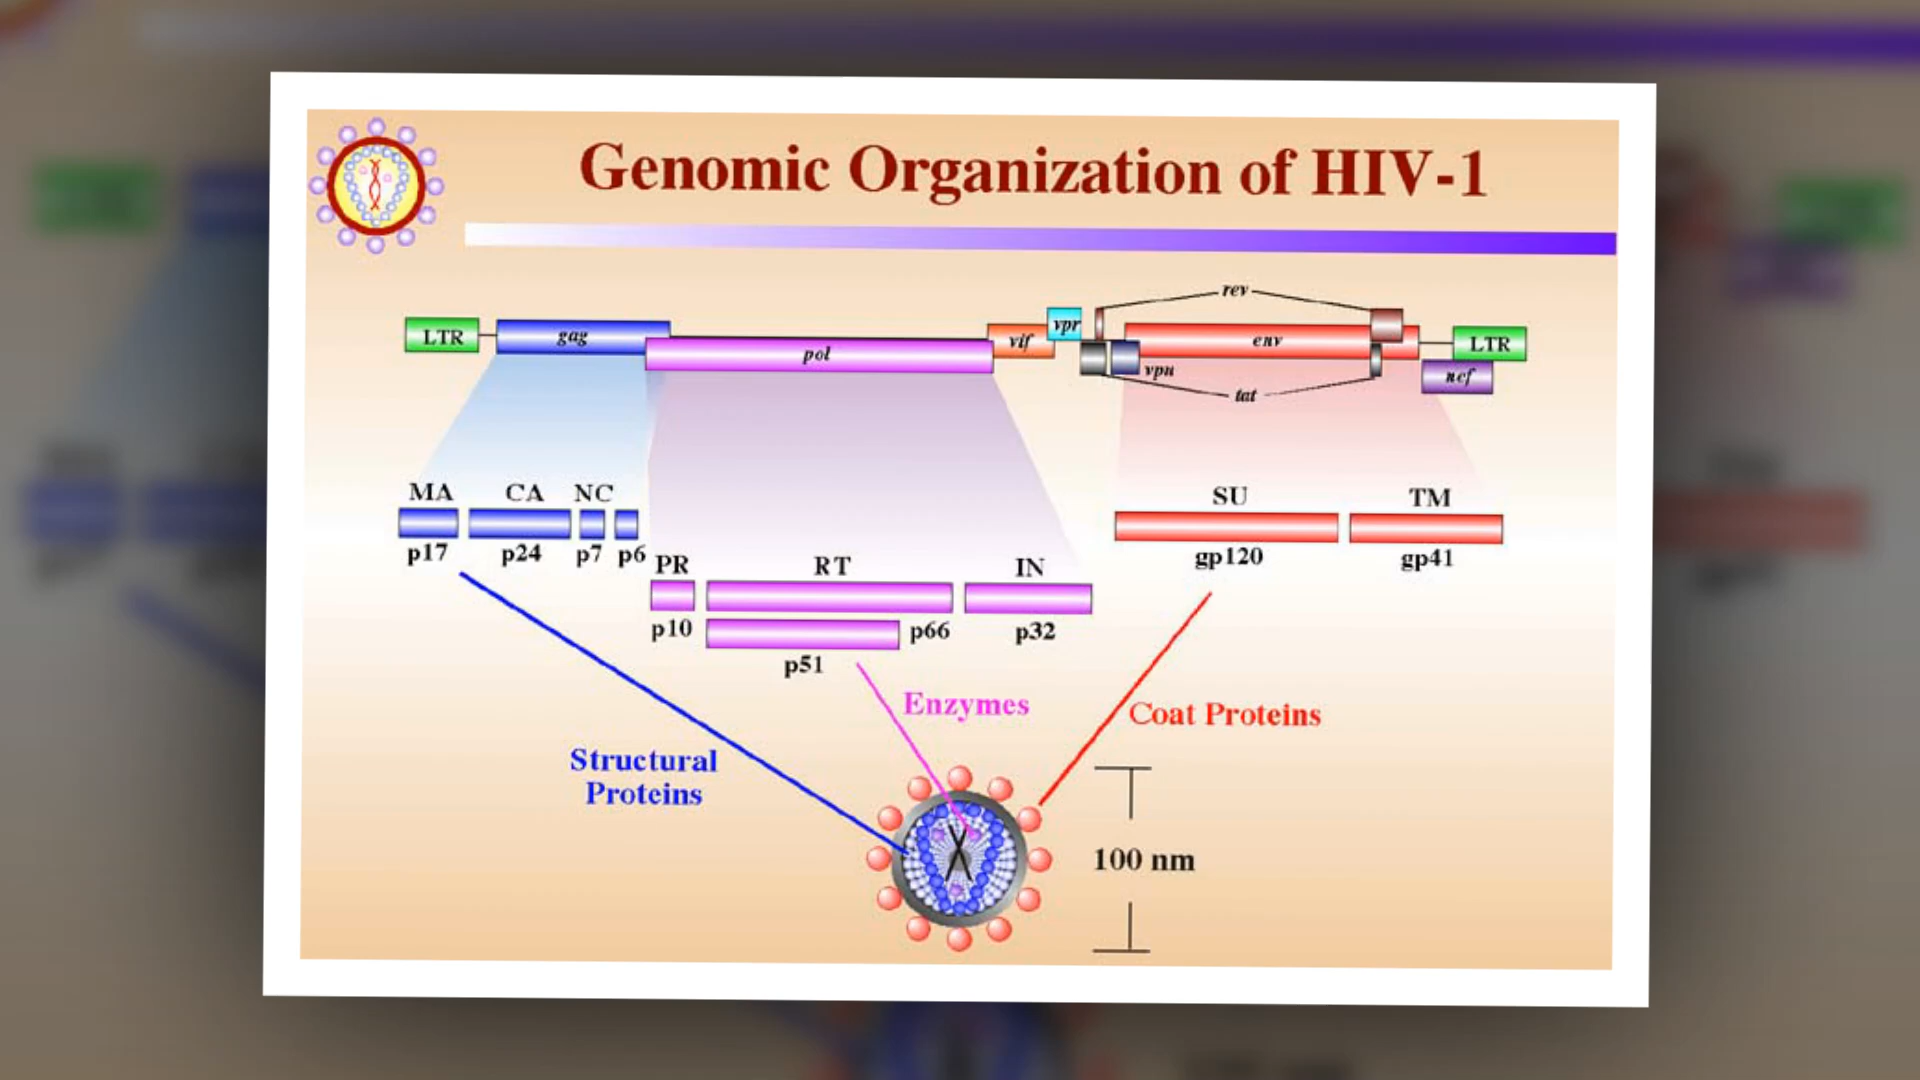 Genomic Organization of HIV-1
rev
LTR
gag
pol
vif
vpr
env
LTR
vpu
nef
tat
MA
CA
NC
SU
TM
p17
p24
p7
p6
gp120
gp41
PR
RT
IN
p10
p66
p32
p51
Enzymes
Coat Proteins
Structural
Proteins
100 nm